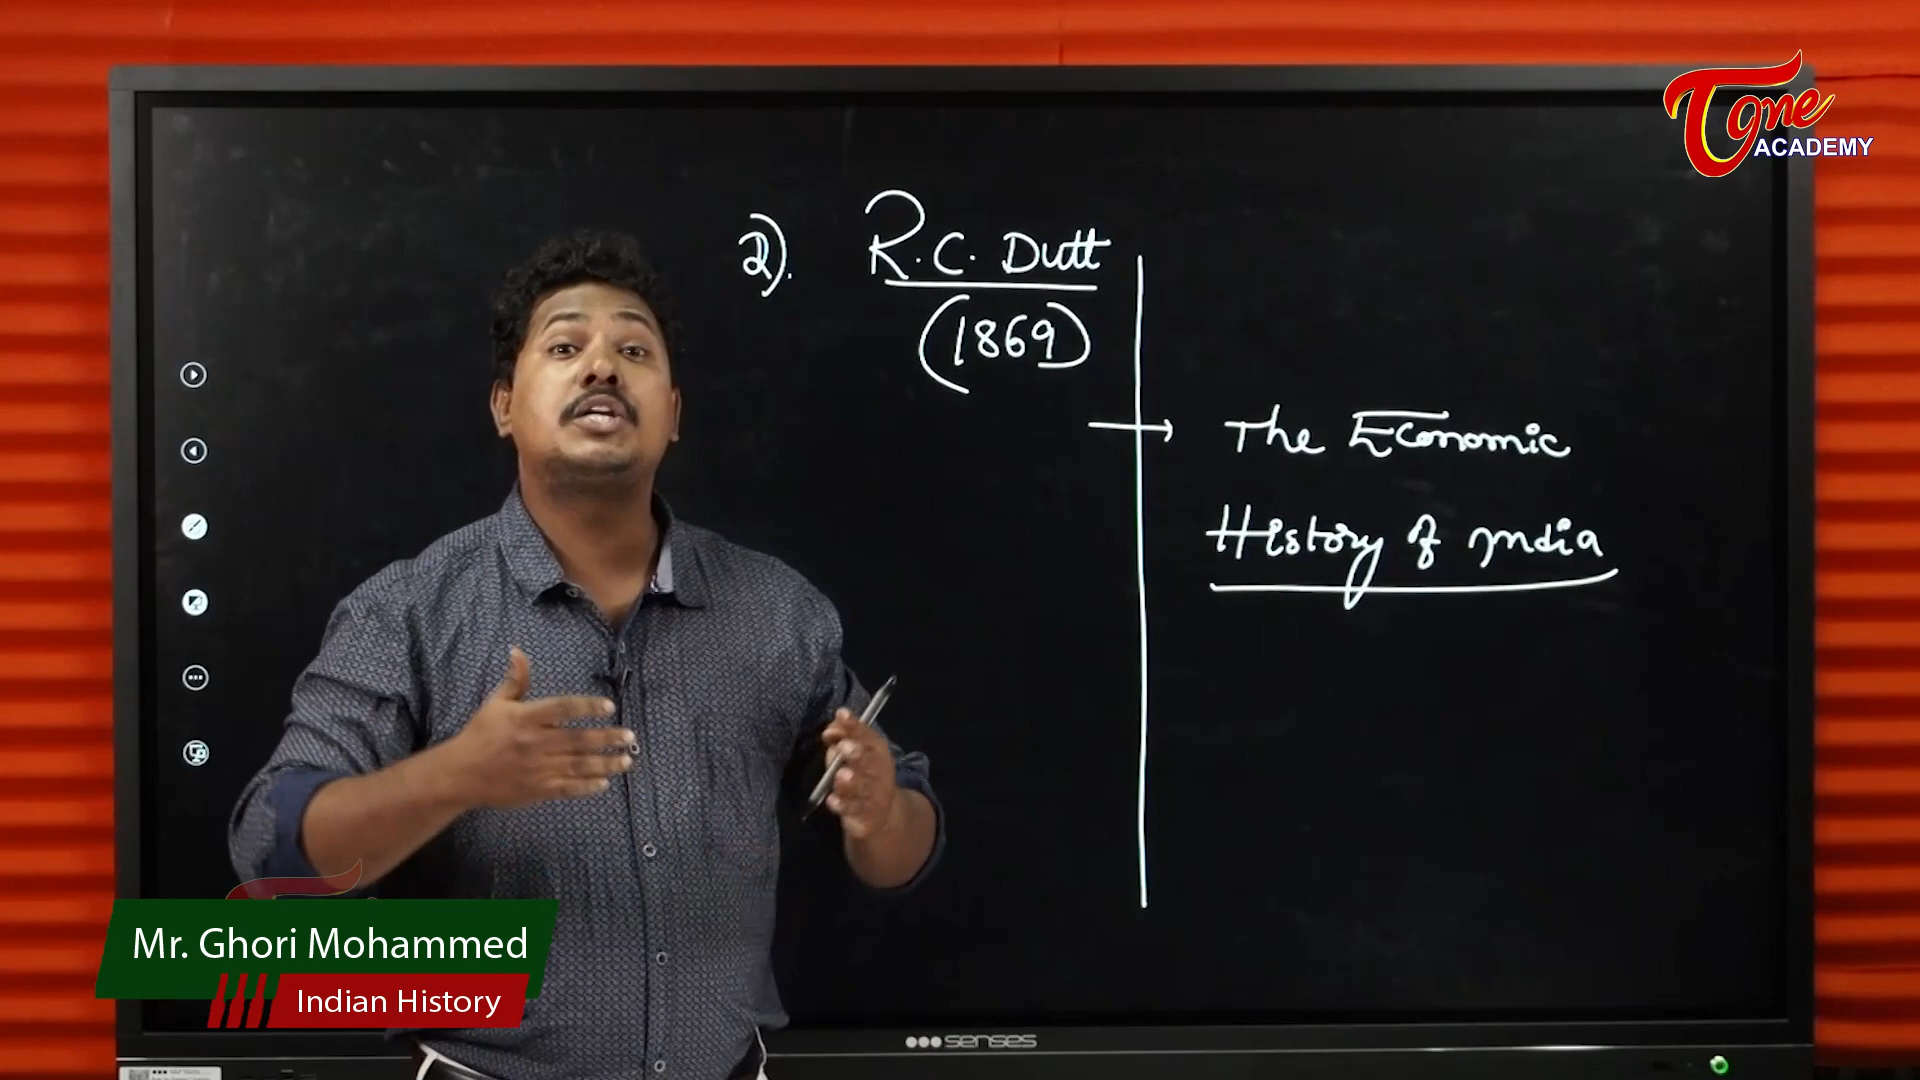 Tone
ACADEMY
2). R.C. Dutt
(1869)
The Economic
History of India
Mr. Ghori Mohammed
Indian History
senses